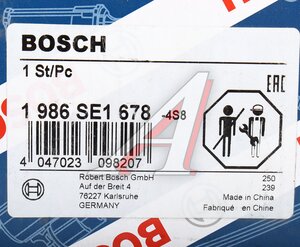 BOSCH
1 St/Pc
1 986 SE1 678 -4S8
EAC
4 047023 098207
Robert Bosch GmbH
Auf der Breit 4
76227 Karlsruhe
GERMANY
250
239
Made in China
Fabriqué en Chine